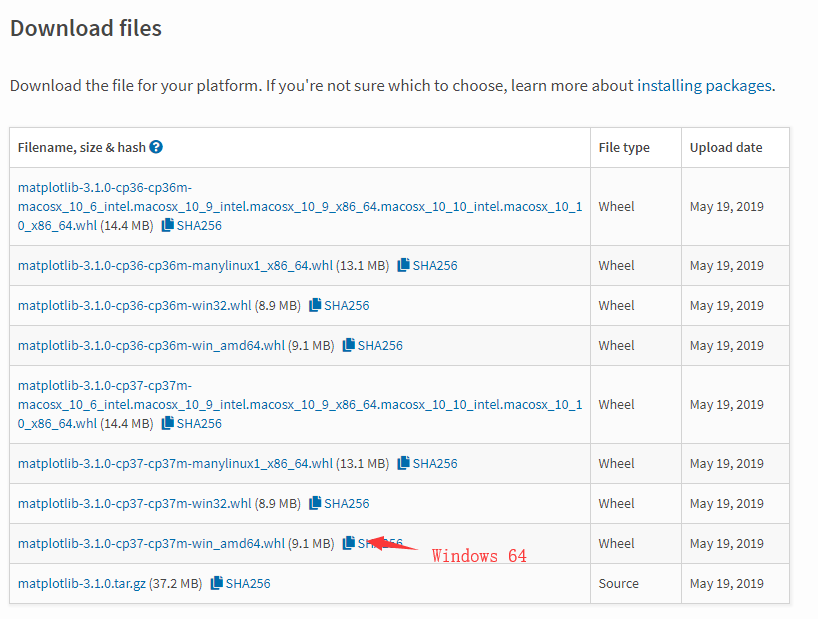 Download files
Download the file for your platform. If you're not sure which to choose, learn more about installing packages.
Filename, size & hash ? File type Upload date
matplotlib-3.1.0-cp36-cp36m-
macosx_10_6_intel.macosx_10_9_intel.macosx_10_9_x86_64.macosx_10_10_intel.macosx_10_1
0_x86_64.whl (14.4 MB) SHA256 Wheel May 19, 2019
matplotlib-3.1.0-cp36-cp36m-manylinux1_x86_64.whl (13.1 MB) SHA256 Wheel May 19, 2019
matplotlib-3.1.0-cp36-cp36m-win32.whl (8.9 MB) SHA256 Wheel May 19, 2019
matplotlib-3.1.0-cp36-cp36m-win_amd64.whl (9.1 MB) SHA256 Wheel May 19, 2019
matplotlib-3.1.0-cp37-cp37m-
macosx_10_6_intel.macosx_10_9_intel.macosx_10_9_x86_64.macosx_10_10_intel.macosx_10_1
0_x86_64.whl (14.4 MB) SHA256 Wheel May 19, 2019
matplotlib-3.1.0-cp37-cp37m-manylinux1_x86_64.whl (13.1 MB) SHA256 Wheel May 19, 2019
matplotlib-3.1.0-cp37-cp37m-win32.whl (8.9 MB) SHA256 Wheel May 19, 2019
matplotlib-3.1.0-cp37-cp37m-win_amd64.whl (9.1 MB) SHA256 Wheel May 19, 2019
Windows 64
matplotlib-3.1.0.tar.gz (37.2 MB) SHA256 Source May 19, 2019